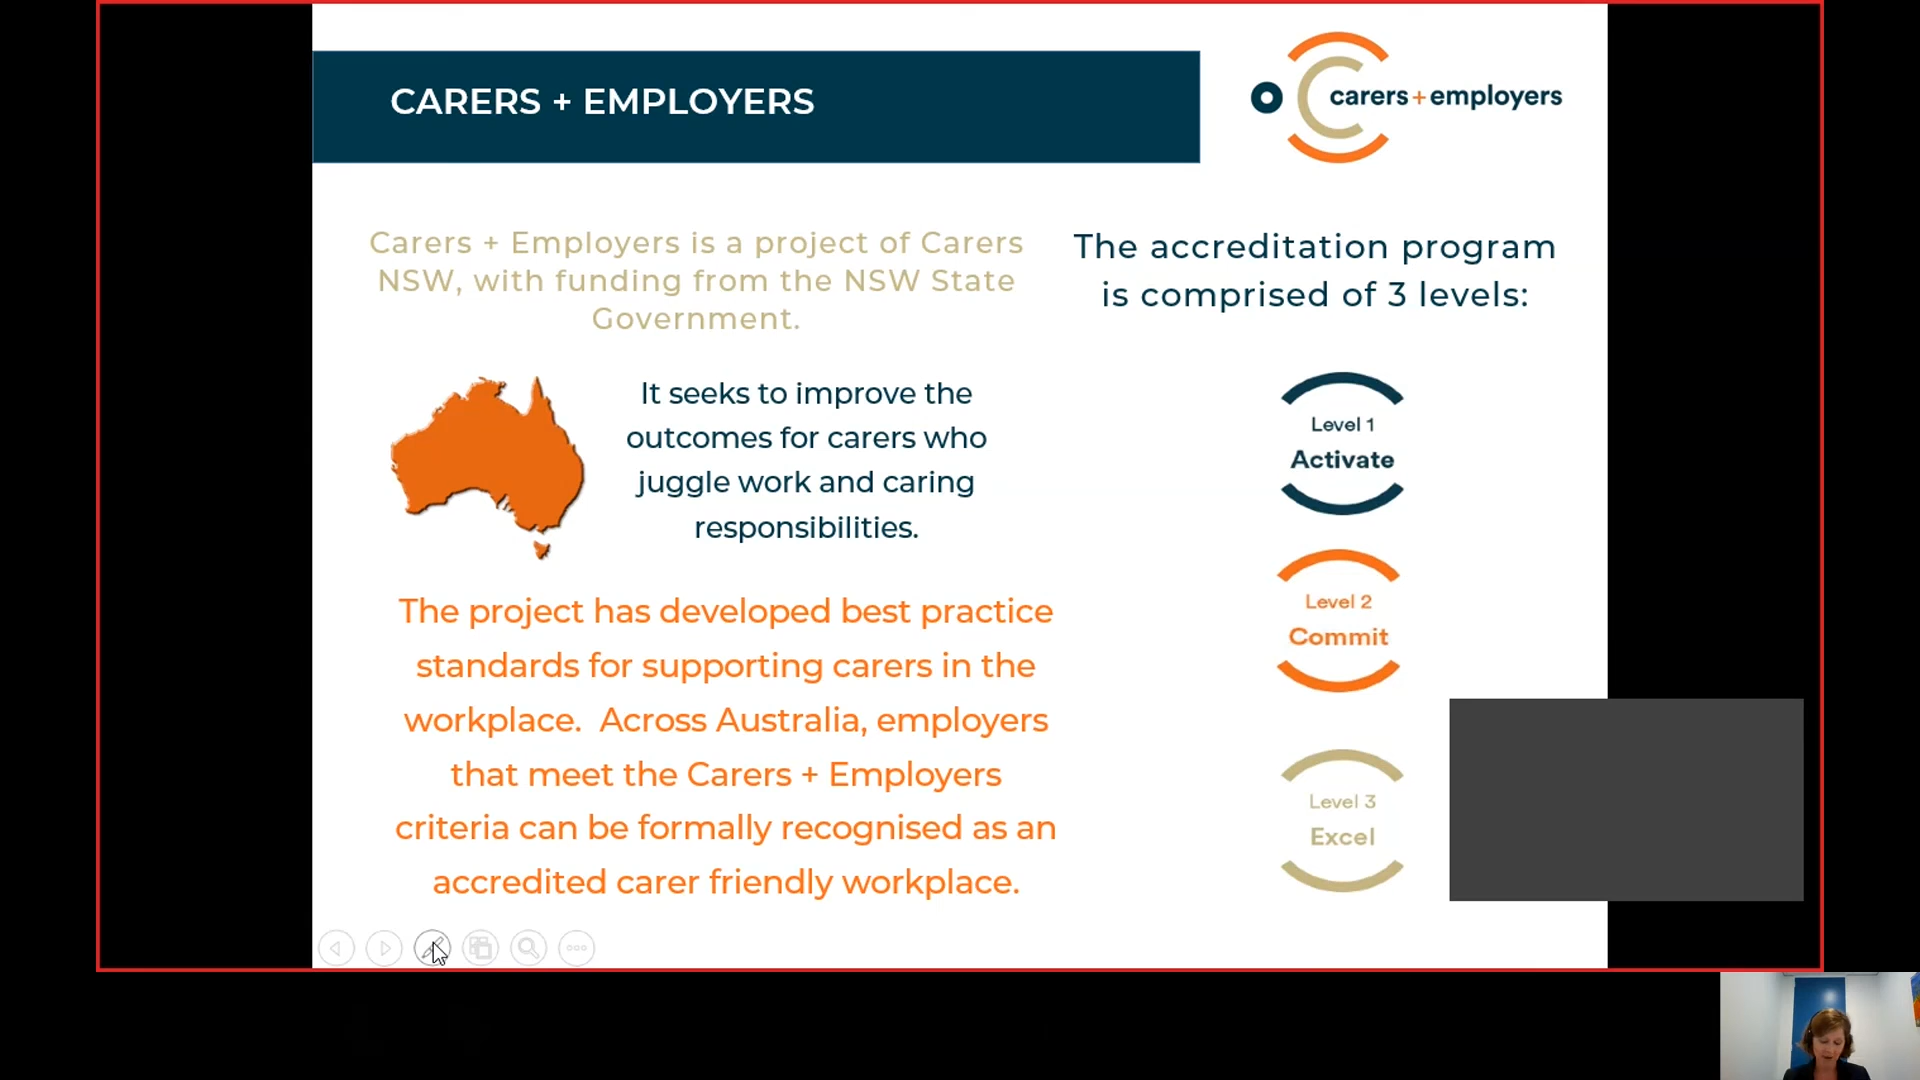 CARERS + EMPLOYERS
carers+employers
Carers + Employers is a project of Carers
NSW, with funding from the NSW State
Government.
It seeks to improve the
outcomes for carers who
juggle work and caring
responsibilities.
The project has developed best practice
standards for supporting carers in the
workplace. Across Australia, employers
that meet the Carers + Employers
criteria can be formally recognised as an
accredited carer friendly workplace.
The accreditation program
is comprised of 3 levels:
Level 1
Activate
Level 2
Commit
Level 3
Excel